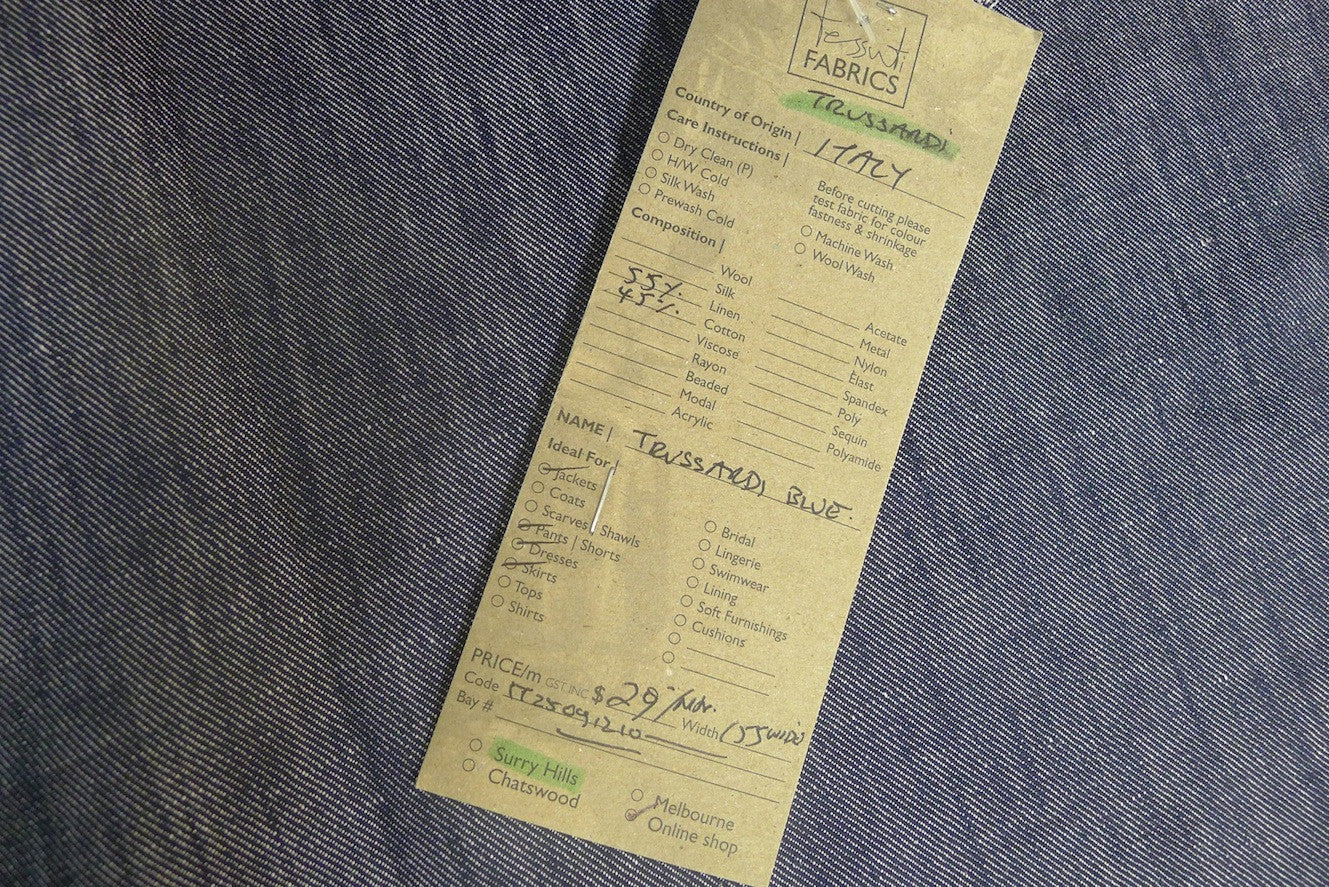 tessuti
FABRICS
TRUSSARDI
Country of Origin | ITALY
Care Instructions |
Dry Clean (P)
H/W Cold
Silk Wash
Prewash Cold
Before cutting please
test fabric for colour
fastness & shrinkage
Machine Wash
Wool Wash
Composition |
Wool
Silk
55% Linen
45% Cotton
Viscose
Rayon
Beaded
Modal
Acrylic
Acetate
Metal
Nylon
Elast
Spandex
Poly
Sequin
Polyamide
NAME | TRUSSARDI BLUE.
Ideal For |
Jackets
Coats
Scarves | Shawls
Pants | Shorts
Dresses
Skirts
Tops
Shirts
Bridal
Lingerie
Swimwear
Lining
Soft Furnishings
Cushions
PRICE/m GST INC $29 Width 155 WIDE
Code
Bay #
Surry Hills
Chatswood
Melbourne
Online shop